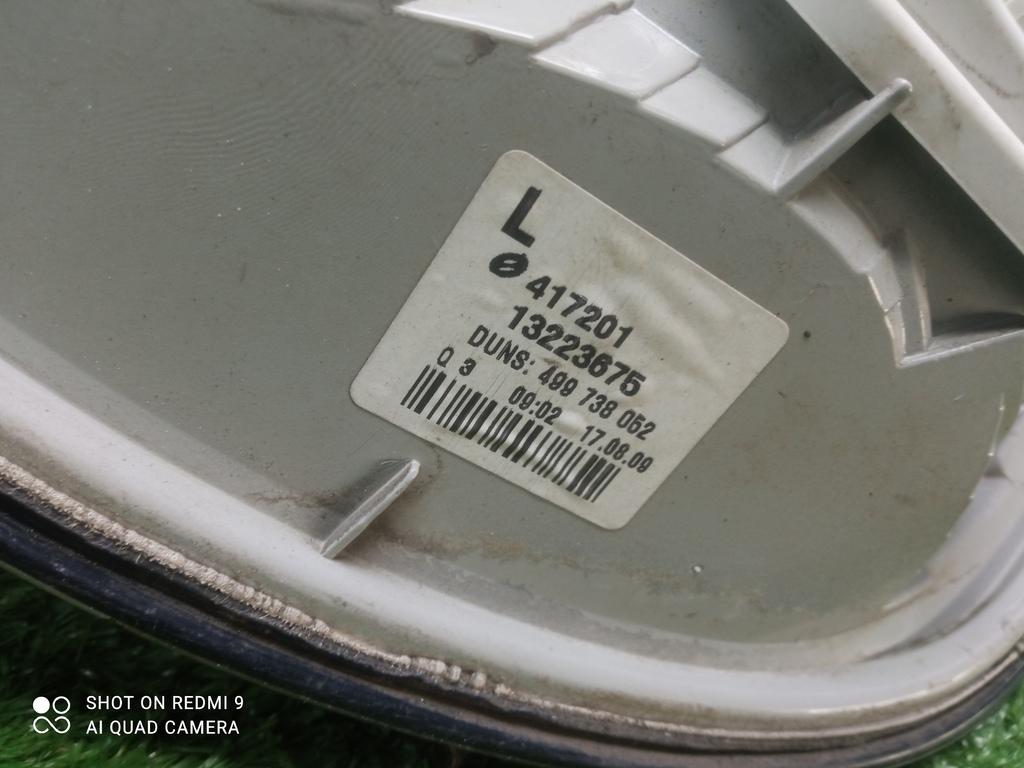 L
417201
13223675
DUNS: 499 738 052
Q 3 09:02 17.08.09
SHOT ON REDMI 9
AI QUAD CAMERA